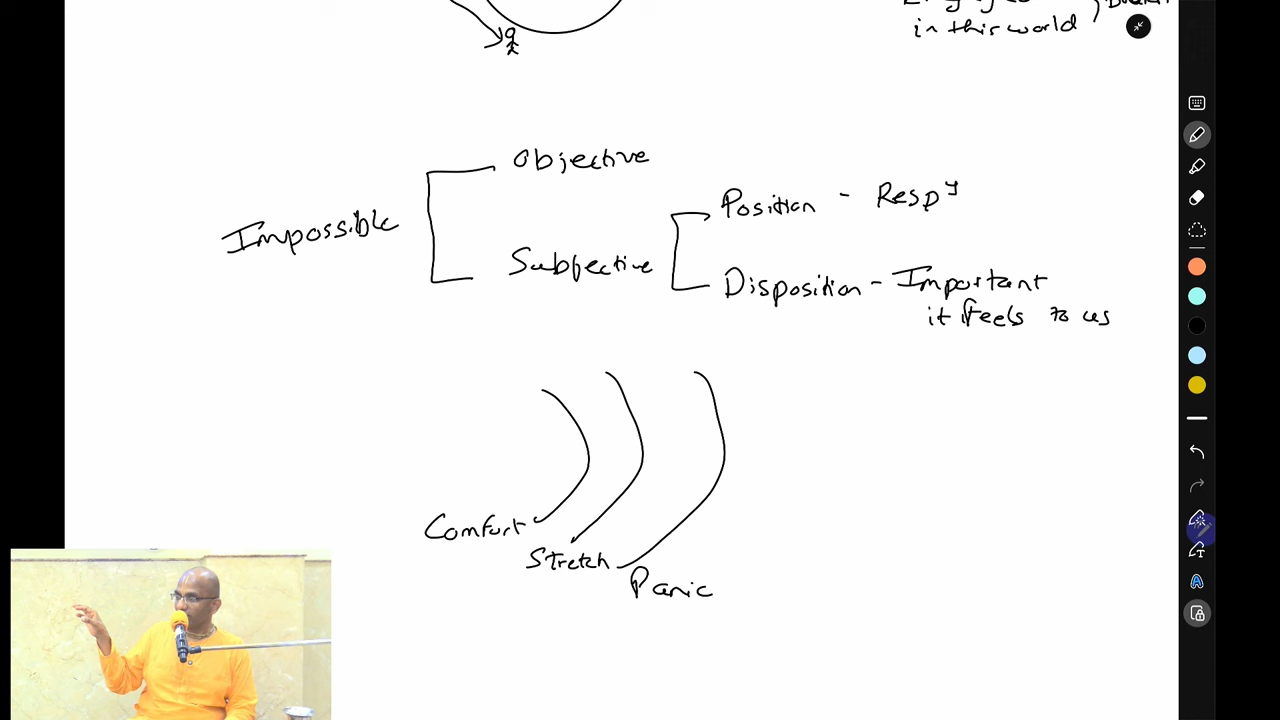 in this world
Objective
Impossible
Position - Resp y
Subjective
Disposition - Important
it feels to us
Comfort
Stretch
Panic